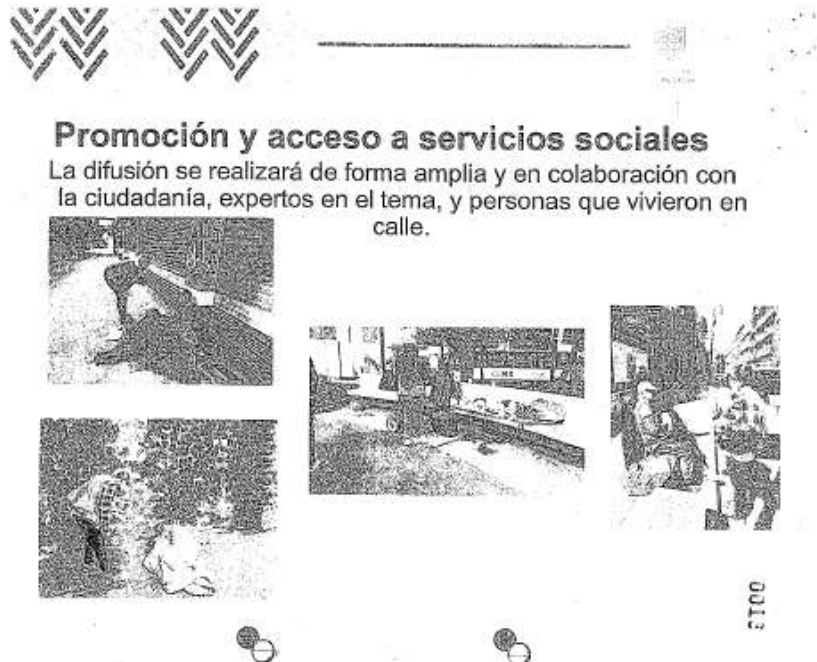 Promoción y acceso a servicios sociales
La difusión se realizará de forma amplia y en colaboración con
la ciudadanía, expertos en el tema, y personas que vivieron en
calle.
0013